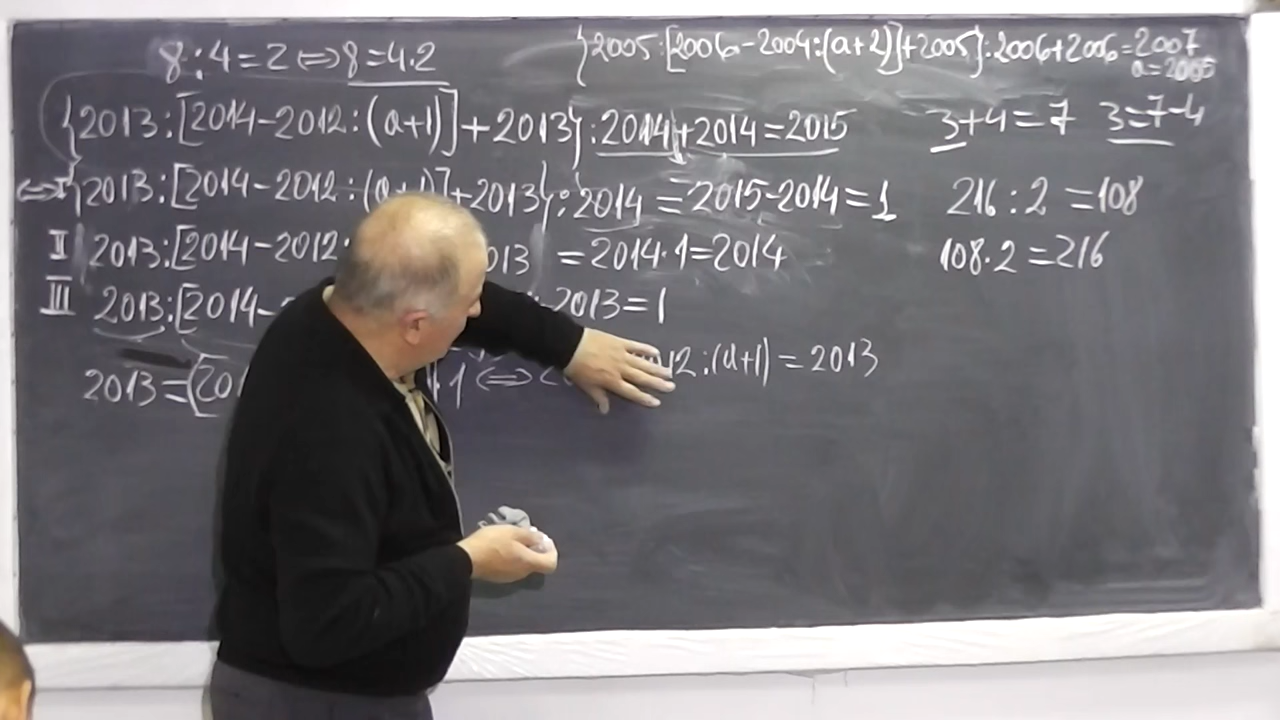 8:4=2⇔8=4·2
{2005:[2006-2004:(a+2)]+2005}:2006+2006=2007
a=2005
{2013:[2014-2012:(a+1)]+2013}:2014+2014=2015
3+4=7 3=7-4
⇔{2013:[2014-2012:(a+1)]+2013}:2014=2015-2014=1
216:2=108
II 2013:[2014-2012: 013 =2014·1=2014
108·2=216
III 2013:[2014- 2013=1
2013=[20 ·1⇔ 12:(a+1)=2013